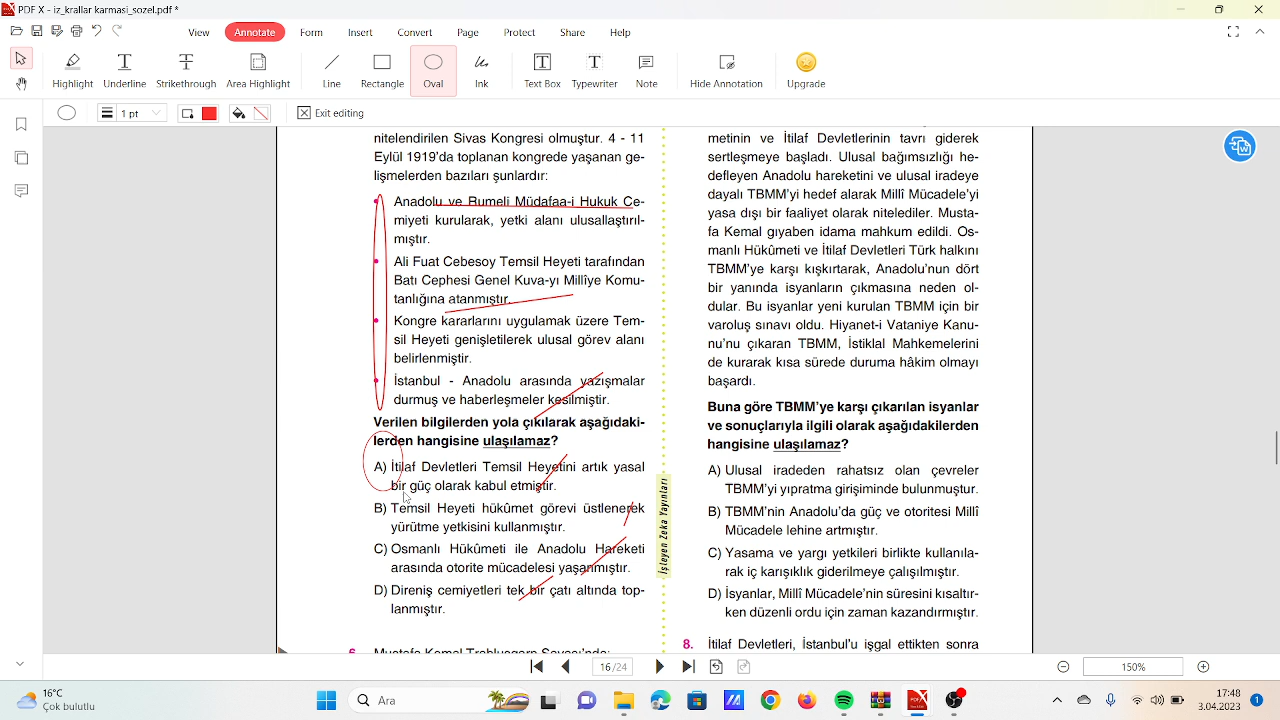 PDF X - iz_krallar karmasi_sozel.pdf *
View Annotate Form Insert Convert Page Protect Share Help
Highlight Underline Strikethrough Area Highlight Line Rectangle Oval Ink Text Box Typewriter Note Hide Annotation Upgrade
1 pt Exit editing
nitelendirilen Sivas Kongresi olmuştur. 4 - 11
Eylül 1919'da toplanan kongrede yaşanan ge-
lişmelerden bazıları şunlardır:
• Anadolu ve Rumeli Müdafaa-i Hukuk Ce-
miyeti kurularak, yetki alanı ulusallaştırıl-
mıştır.
• Ali Fuat Cebesoy Temsil Heyeti tarafından
Batı Cephesi Genel Kuva-yı Millîye Komu-
tanlığına atanmıştır.
• Kongre kararlarını uygulamak üzere Tem-
sil Heyeti genişletilerek ulusal görev alanı
belirlenmiştir.
• İstanbul - Anadolu arasında yazışmalar
durmuş ve haberleşmeler kesilmiştir.
Verilen bilgilerden yola çıkılarak aşağıdaki-
lerden hangisine ulaşılamaz?
A) İtilaf Devletleri Temsil Heyetini artık yasal
bir güç olarak kabul etmiştir.
B) Temsil Heyeti hükûmet görevi üstlenerek
yürütme yetkisini kullanmıştır.
C) Osmanlı Hükûmeti ile Anadolu Hareketi
arasında otorite mücadelesi yaşanmıştır.
D) Direniş cemiyetleri tek bir çatı altında top-
lanmıştır.
İşleyen Zeka Yayınları
metinin ve İtilaf Devletlerinin tavrı giderek
sertleşmeye başladı. Ulusal bağımsızlığı he-
defleyen Anadolu hareketini ve ulusal iradeye
dayalı TBMM'yi hedef alarak Millî Mücadele'yi
yasa dışı bir faaliyet olarak nitelediler. Musta-
fa Kemal gıyaben idama mahkum edildi. Os-
manlı Hükûmeti ve İtilaf Devletleri Türk halkını
TBMM'ye karşı kışkırtarak, Anadolu'nun dört
bir yanında isyanların çıkmasına neden ol-
dular. Bu isyanlar yeni kurulan TBMM için bir
varoluş sınavı oldu. Hiyanet-i Vataniye Kanu-
nu'nu çıkaran TBMM, İstiklal Mahkemelerini
de kurarak kısa sürede duruma hâkim olmayı
başardı.
Buna göre TBMM'ye karşı çıkarılan isyanlar
ve sonuçlarıyla ilgili olarak aşağıdakilerden
hangisine ulaşılamaz?
A) Ulusal iradeden rahatsız olan çevreler
TBMM'yi yıpratma girişiminde bulunmuştur.
B) TBMM'nin Anadolu'da güç ve otoritesi Millî
Mücadele lehine artmıştır.
C) Yasama ve yargı yetkileri birlikte kullanıla-
rak iç karışıklık giderilmeye çalışılmıştır.
D) İsyanlar, Millî Mücadele'nin süresini kısaltır-
ken düzenli ordu için zaman kazandırmıştır.
8. İtilaf Devletleri, İstanbul'u işgal ettikten sonra
16/24 150%
16°C
Çok bulutlu
Ara
17:48
30.04.2023
1